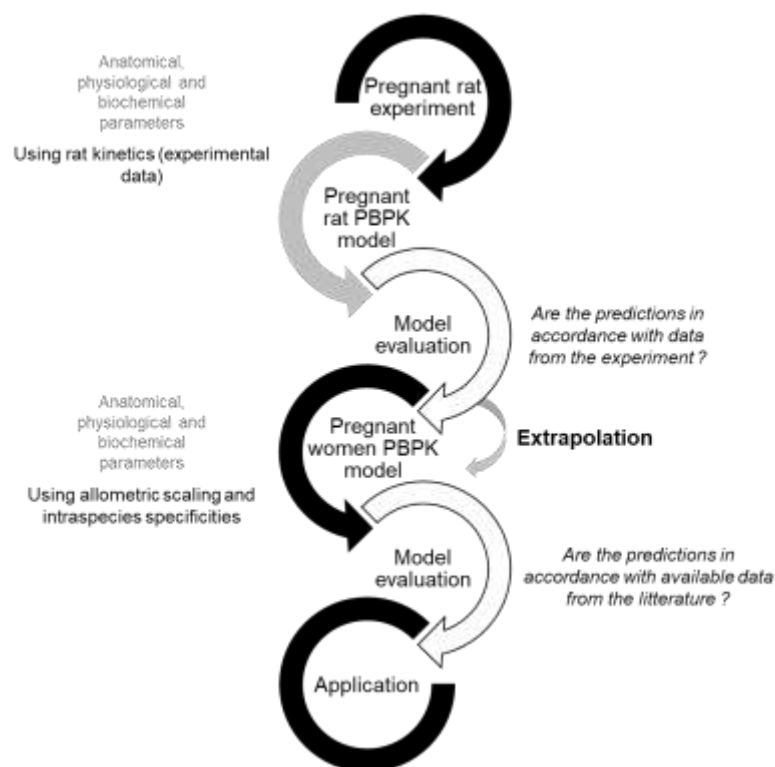 Anatomical,
physiological and
biochemical
parameters
Using rat kinetics (experimental
data)
Pregnant rat
experiment
Pregnant
rat PBPK
model
Model
evaluation
Are the predictions in
accordance with data
from the experiment ?
Anatomical,
physiological and
biochemical
parameters
Using allometric scaling and
intraspecies specificities
Pregnant
women PBPK
model
Extrapolation
Model
evaluation
Are the predictions in
accordance with available data
from the litterature ?
Application